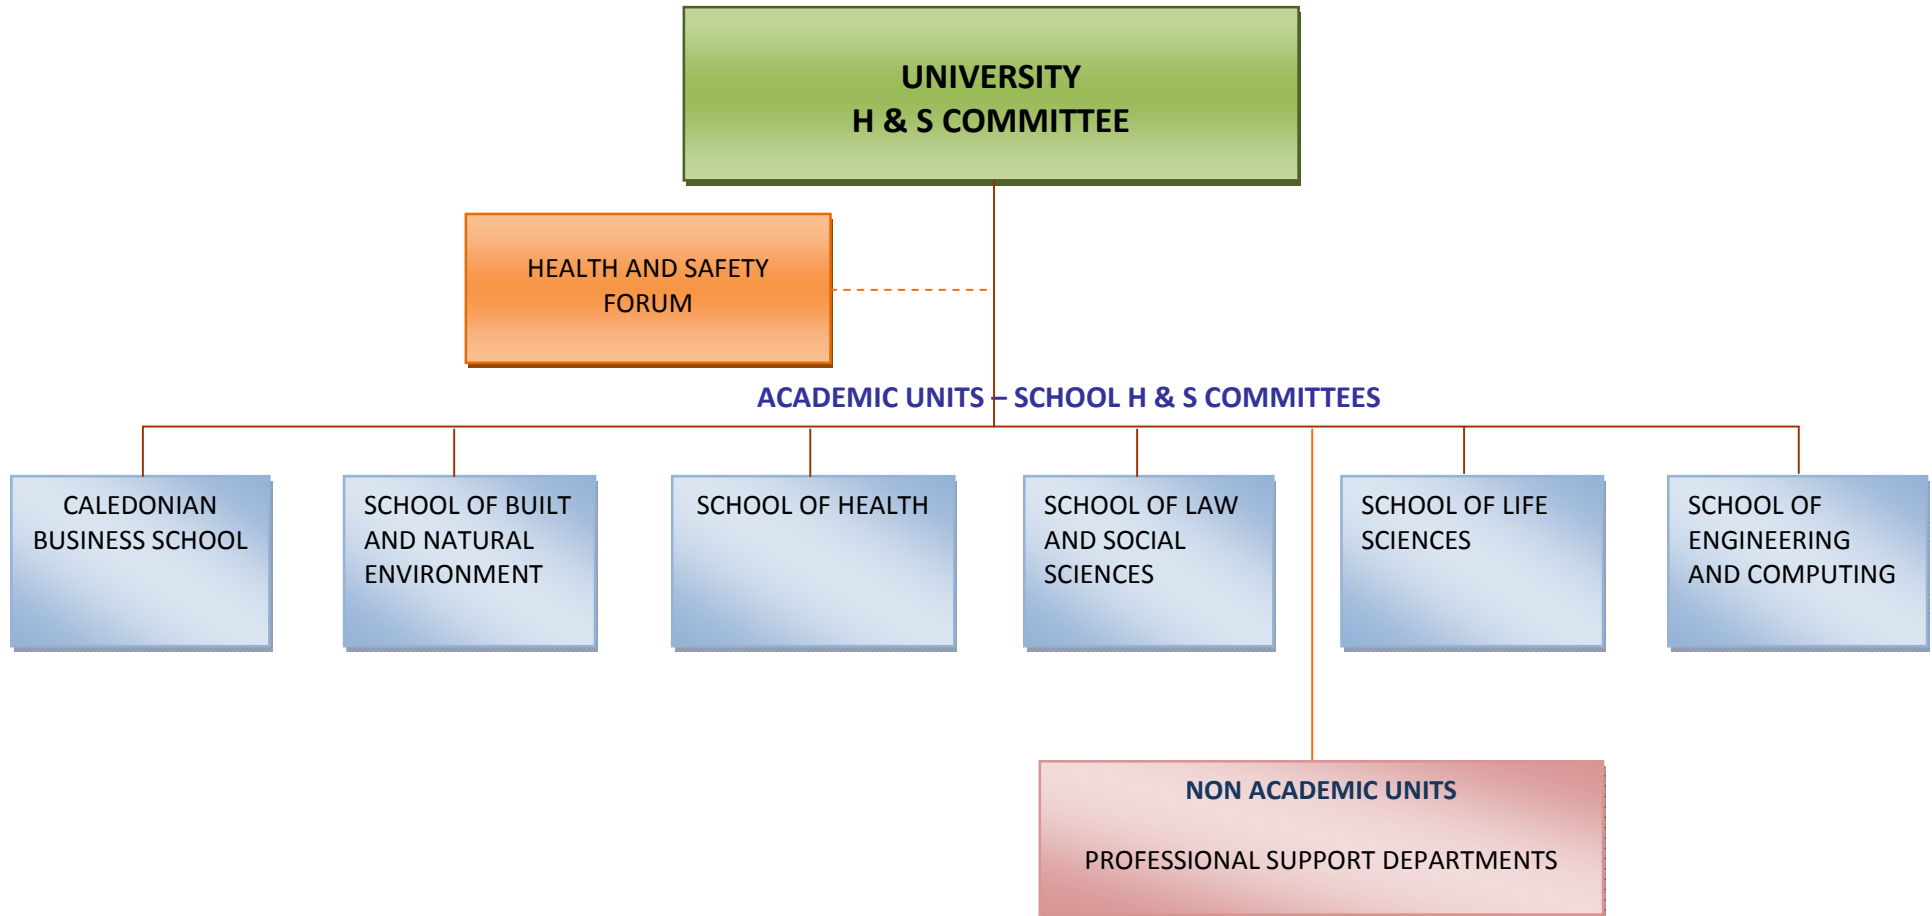 UNIVERSITY
H & S COMMITTEE
HEALTH AND SAFETY
FORUM
ACADEMIC UNITS – SCHOOL H & S COMMITTEES
CALEDONIAN
BUSINESS SCHOOL
SCHOOL OF BUILT
AND NATURAL
ENVIRONMENT
SCHOOL OF HEALTH
SCHOOL OF LAW
AND SOCIAL
SCIENCES
SCHOOL OF LIFE
SCIENCES
SCHOOL OF
ENGINEERING
AND COMPUTING
NON ACADEMIC UNITS
PROFESSIONAL SUPPORT DEPARTMENTS